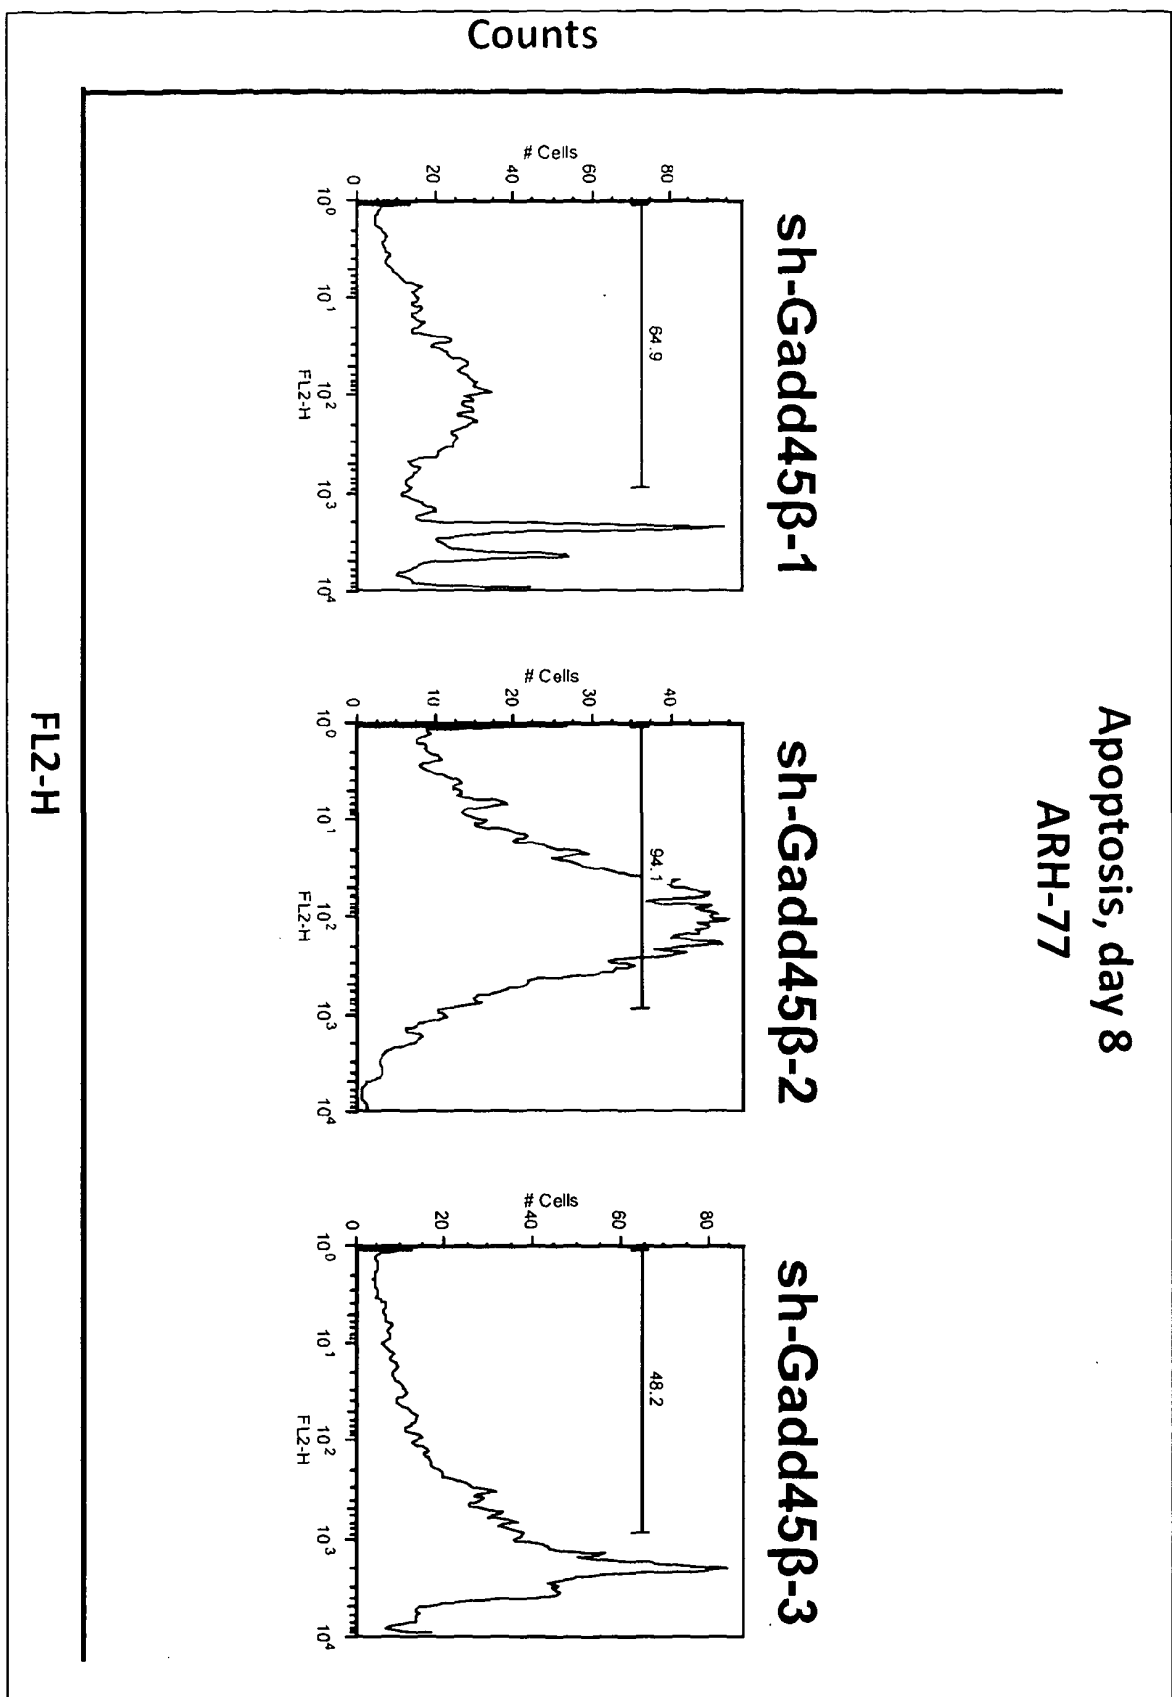 Apoptosis, day 8
ARH-77
Counts
sh-Gadd45β-1
# Cells
80
60
40
20
0
64.9
10⁰ 10¹ 10² 10³ 10⁴
FL2-H
sh-Gadd45β-2
# Cells
40
30
20
10
0
94.1
10⁰ 10¹ 10² 10³ 10⁴
FL2-H
sh-Gadd45β-3
# Cells
80
60
40
20
0
48.2
10⁰ 10¹ 10² 10³ 10⁴
FL2-H
FL2-H